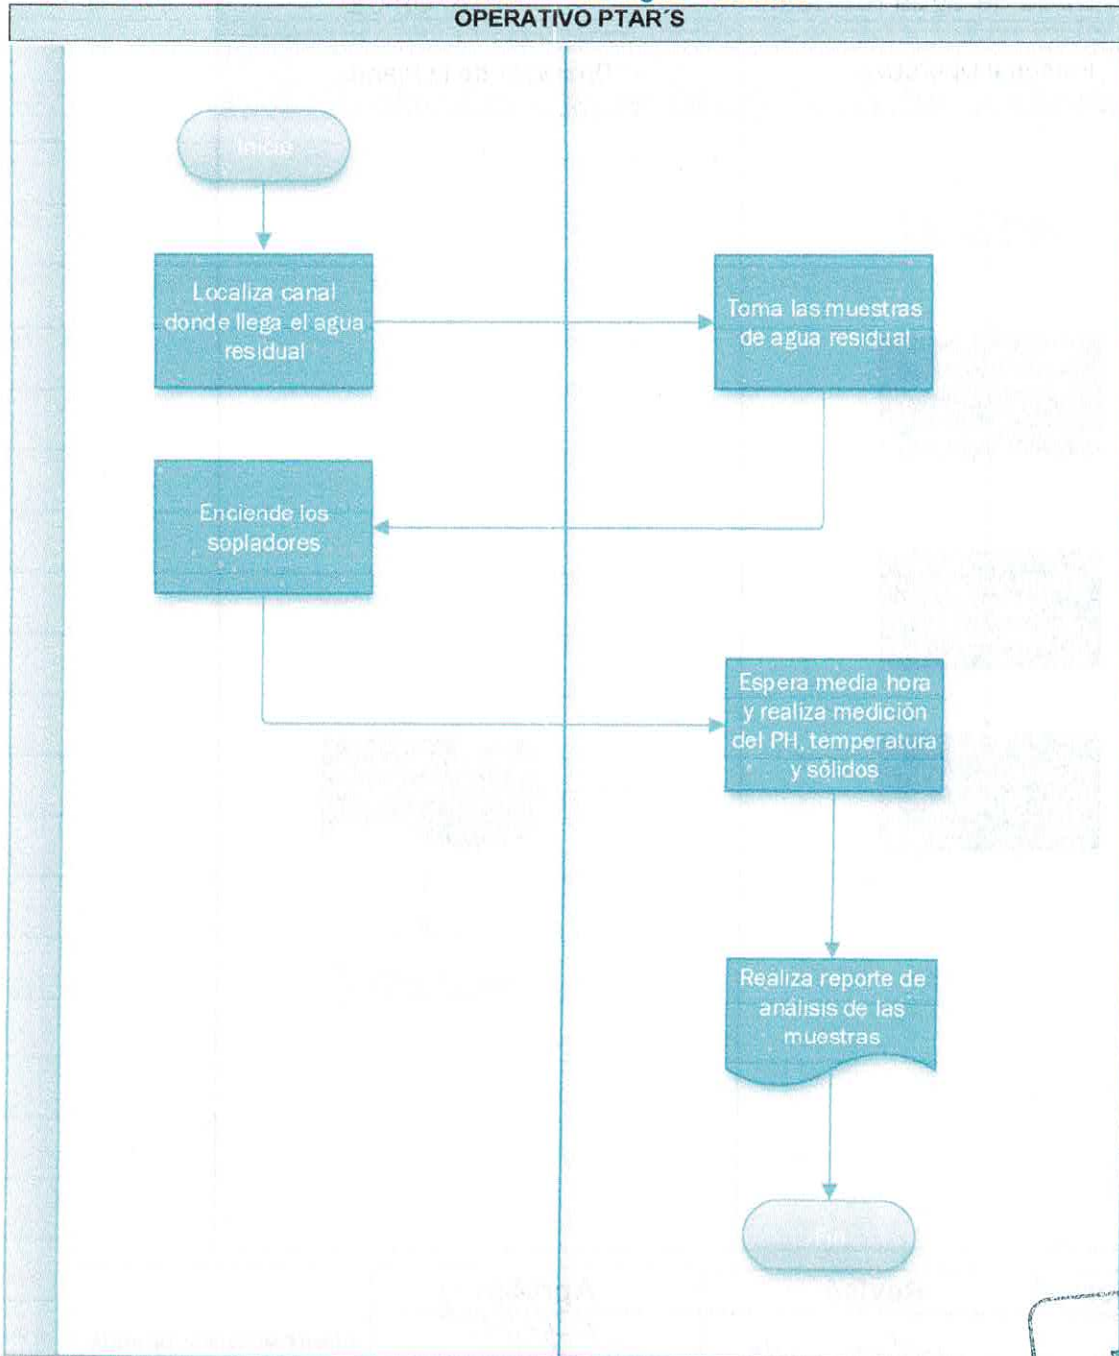 OPERATIVO PTAR´S
Inicio
Localiza canal
donde llega el agua
residual
Toma las muestras
de agua residual
Enciende los
sopladores
Espera media hora
y realiza medición
del PH, temperatura
y sólidos
Realiza reporte de
análisis de las
muestras
Fin